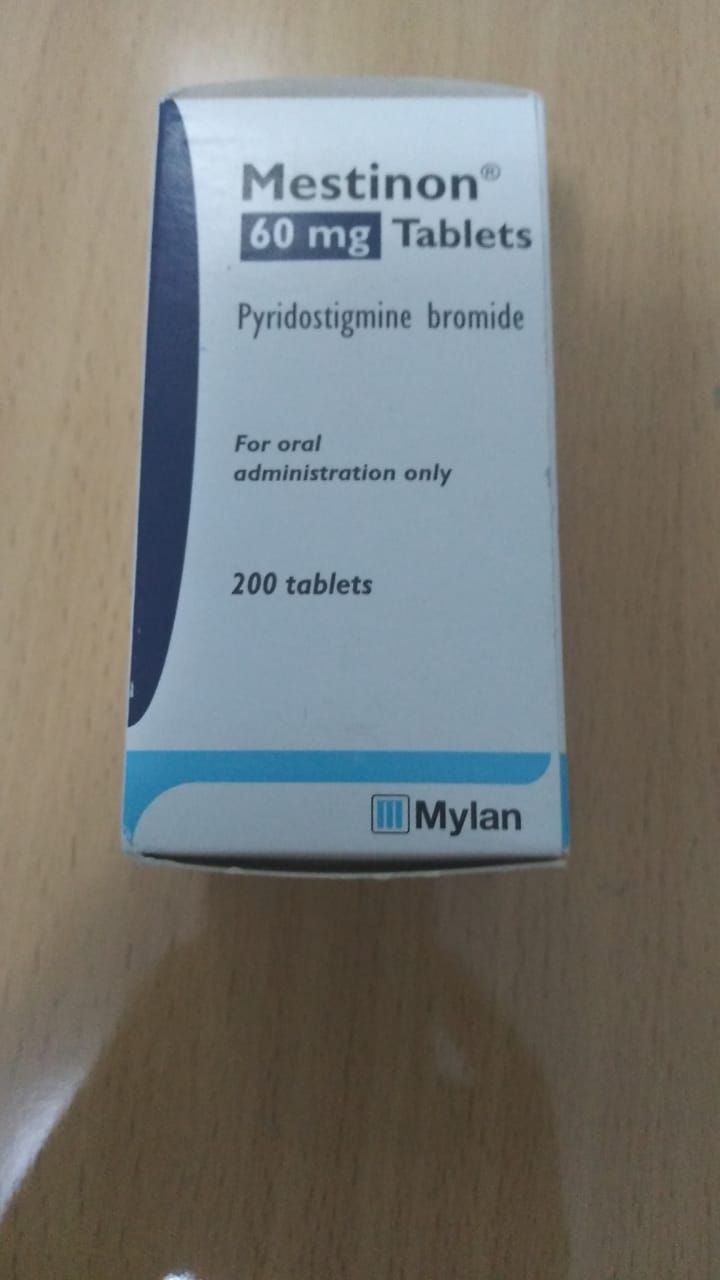 Mestinon®
60 mg Tablets
Pyridostigmine bromide
For oral
administration only
200 tablets
Mylan